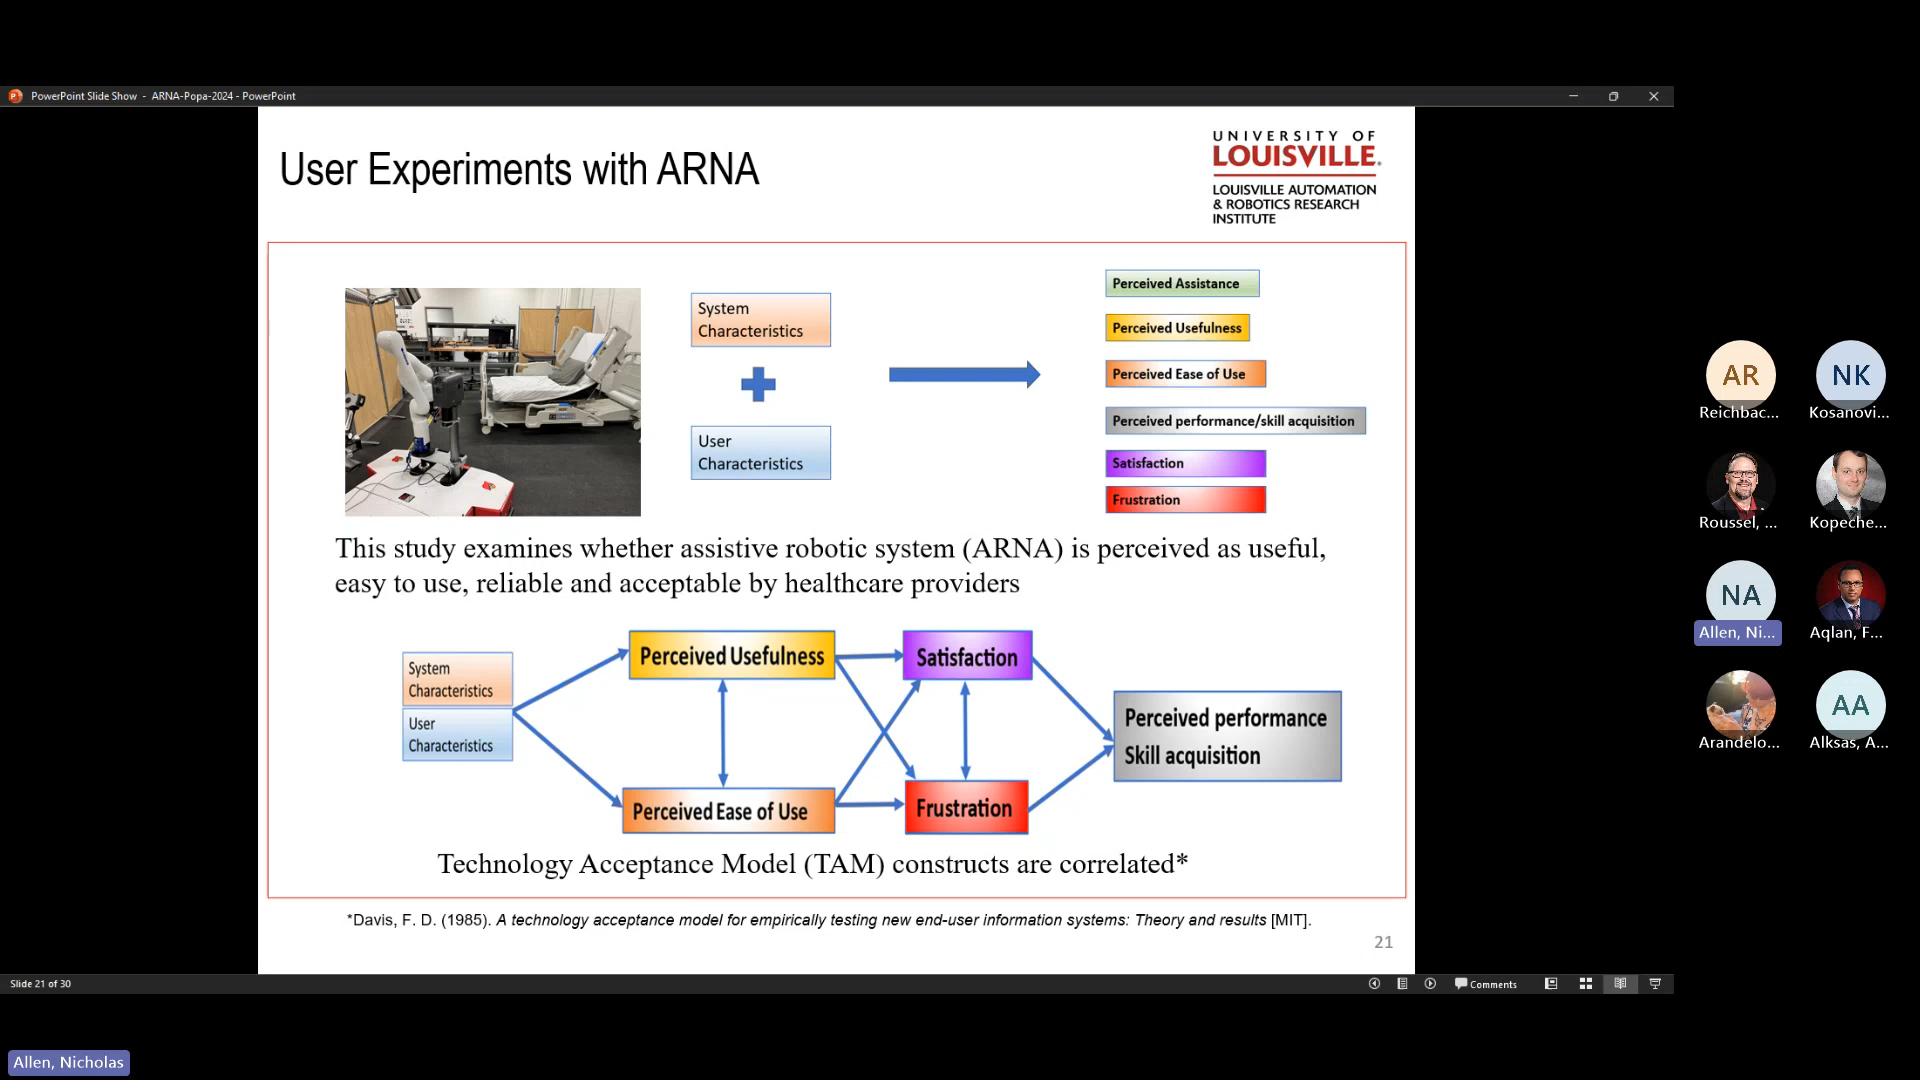 PowerPoint Slide Show - ARNA-Popa-2024 - PowerPoint
User Experiments with ARNA
UNIVERSITY OF
LOUISVILLE.
LOUISVILLE AUTOMATION
& ROBOTICS RESEARCH
INSTITUTE
System
Characteristics
User
Characteristics
Perceived Assistance
Perceived Usefulness
Perceived Ease of Use
Perceived performance/skill acquisition
Satisfaction
Frustration
This study examines whether assistive robotic system (ARNA) is perceived as useful,
easy to use, reliable and acceptable by healthcare providers
System
Characteristics
User
Characteristics
Perceived Usefulness
Perceived Ease of Use
Satisfaction
Frustration
Perceived performance
Skill acquisition
Technology Acceptance Model (TAM) constructs are correlated*
*Davis, F. D. (1985). A technology acceptance model for empirically testing new end-user information systems: Theory and results [MIT].
21
Slide 21 of 30
Comments
AR
Reichbac...
NK
Kosanovi...
Roussel, ...
Kopeche...
NA
Allen, Ni...
Aqlan, F...
Arandelo...
AA
Alksas, A...
Allen, Nicholas